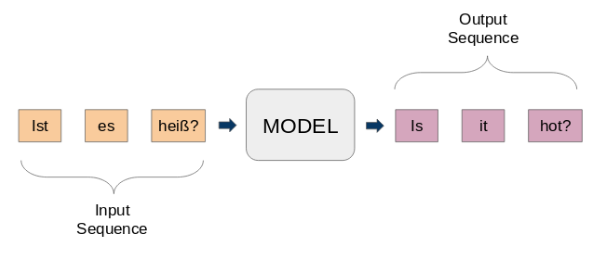 Output
Sequence
Ist es heiß? MODEL Is it hot?
Input
Sequence